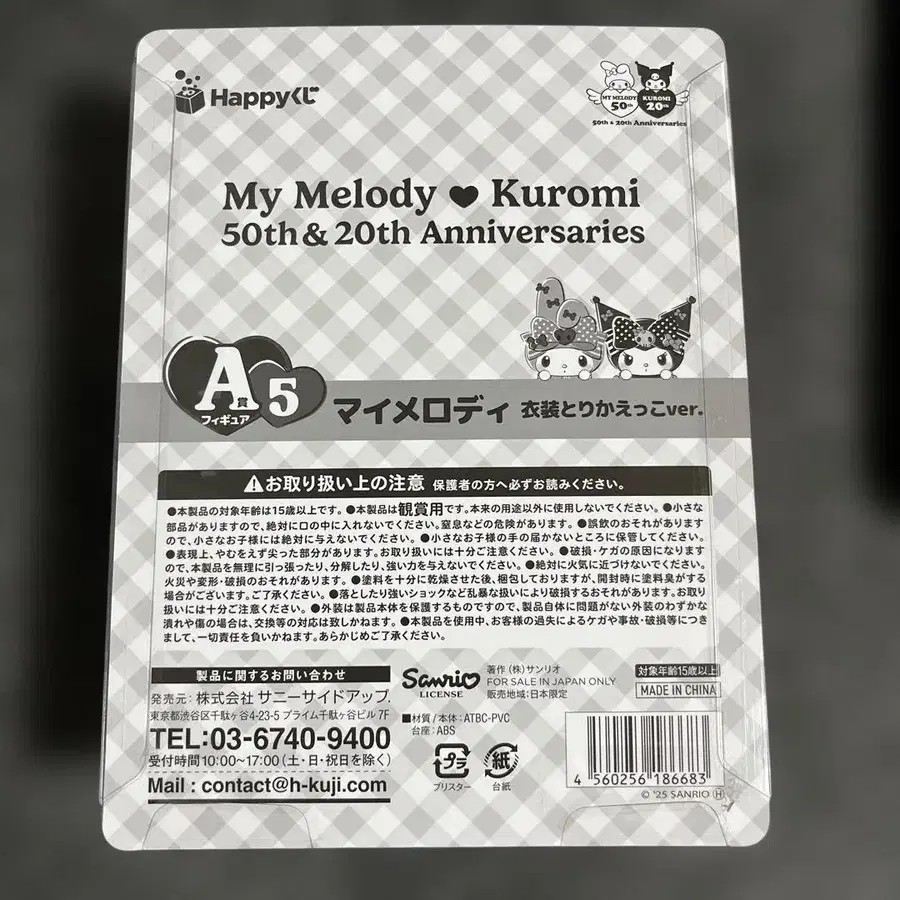 Happyくじ
MY MELODY 50th KUROMI 20th
50th & 20th Anniversaries
My Melody ♥ Kuromi
50th & 20th Anniversaries
A賞 5
フィギュア
マイメロディ 衣装とりかえっこver.
⚠お取り扱い上の注意 保護者の方へ必ずお読みください。
●本製品の対象年齢は15歳以上です。●本製品は観賞用です。本来の用途以外に使用しないでください。●小さな
部品がありますので、絶対に口の中に入れないでください。窒息などの危険があります。●誤飲のおそれがあります
ので、小さなお子様には絶対に与えないでください。●小さなお子様の手の届かないところに保管してください。
●表現上、やむをえず尖った部分があります。お取り扱いには十分ご注意ください。●破損・ケガの原因になります
ので、本製品を無理に引っ張ったり、分解したり、強い力を与えないでください。●絶対に火気に近づけないでください。
火災や変形・破損のおそれがあります。●塗料を十分に乾燥させた後、梱包しておりますが、開封時に塗料臭がする
場合がございます。ご了承ください。●落としたり強いショックなど乱暴な扱いにより破損するおそれがあります。お取り
扱いには十分ご注意ください。●外装は製品本体を保護するものですので、製品自体に問題がない外装のわずかな
潰れや傷の場合は、交換等の対応は致しかねます。●本製品を使用中、お客様の過失によるケガや事故・破損等につき
まして、一切責任を負いかねます。あらかじめご了承ください。
製品に関するお問い合わせ
発売元:株式会社 サニーサイドアップ
東京都渋谷区千駄ヶ谷4-23-5 プライム千駄ヶ谷ビル 7F
TEL:03-6740-9400
受付時間10:00~17:00(土・日・祝日を除く)
Mail : contact@h-kuji.com
Sanrio
LICENSE
著作 (株)サンリオ
FOR SALE IN JAPAN ONLY
販売地域:日本限定
■材質/本体:ATBC-PVC
台座:ABS
プラ
ブリスター
紙
台紙
対象年齢15歳以上
MADE IN CHINA
4 560256 186683
© '25 SANRIO Ⓗ